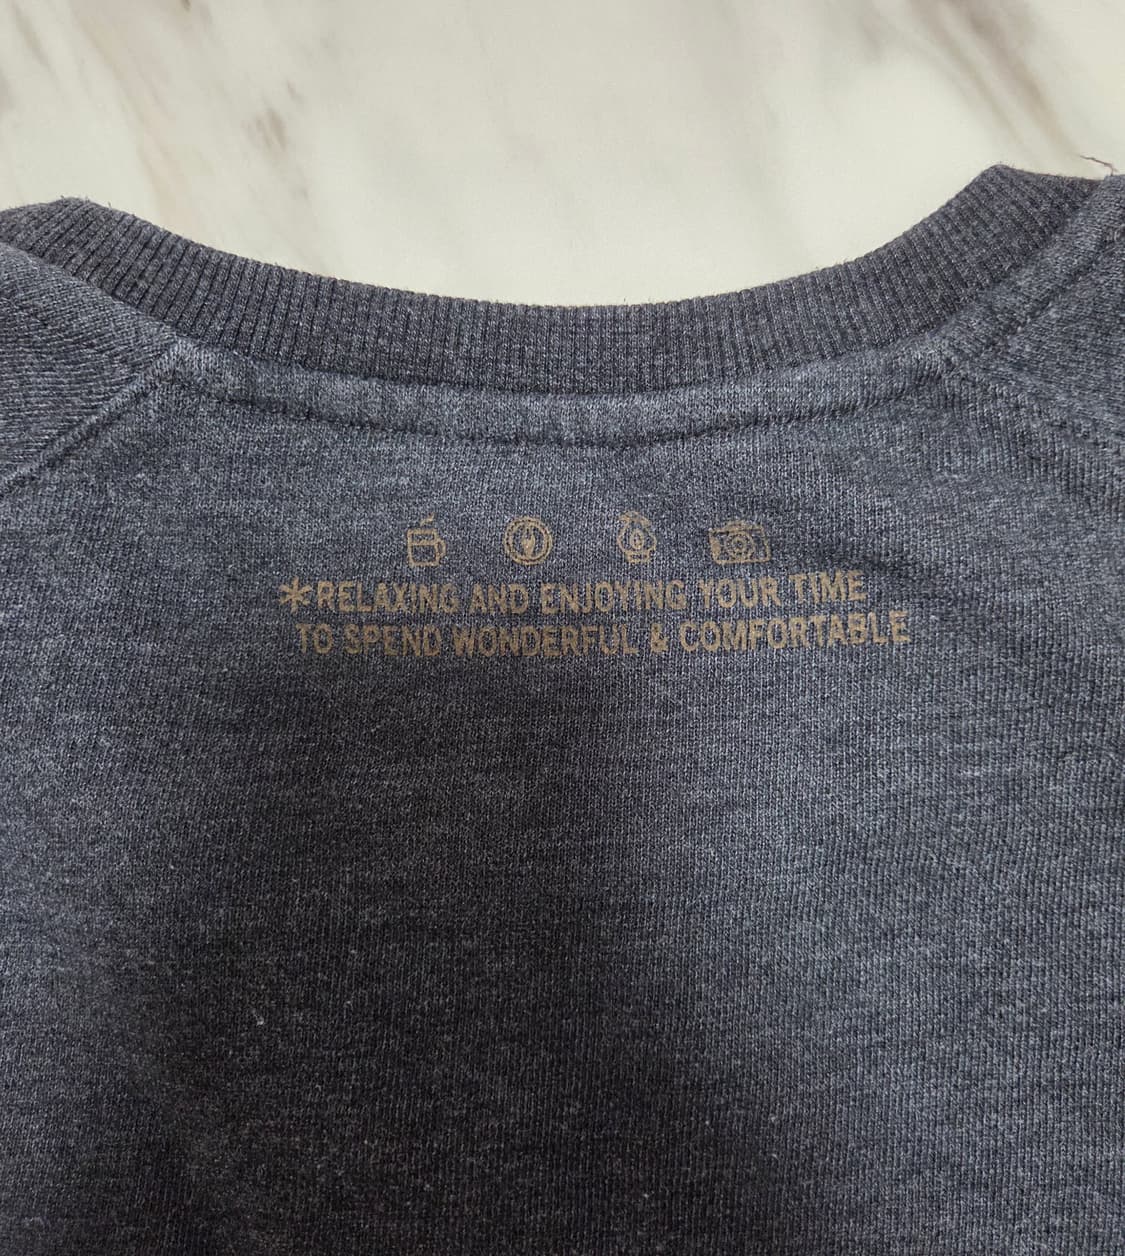 *RELAXING AND ENJOYING YOUR TIME
TO SPEND WONDERFUL & COMFORTABLE